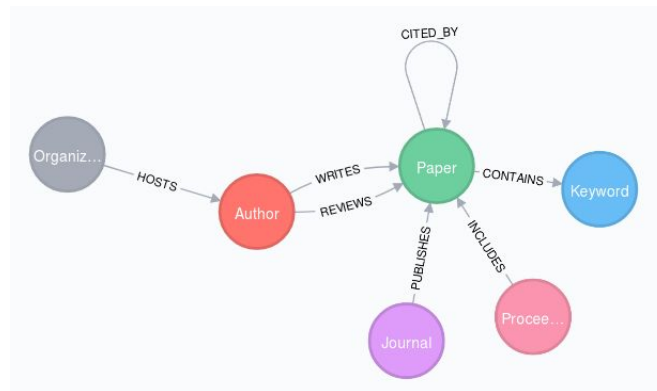 CITED_BY
Organiz...
HOSTS
Author
WRITES
REVIEWS
Paper
CONTAINS
Keyword
PUBLISHES
INCLUDES
Journal
Procee...